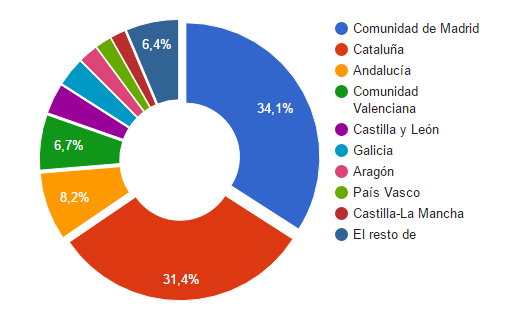 6,4%
34,1%
6,7%
8,2%
31,4%
Comunidad de Madrid
Cataluña
Andalucía
Comunidad
Valenciana
Castilla y León
Galicia
Aragón
País Vasco
Castilla-La Mancha
El resto de